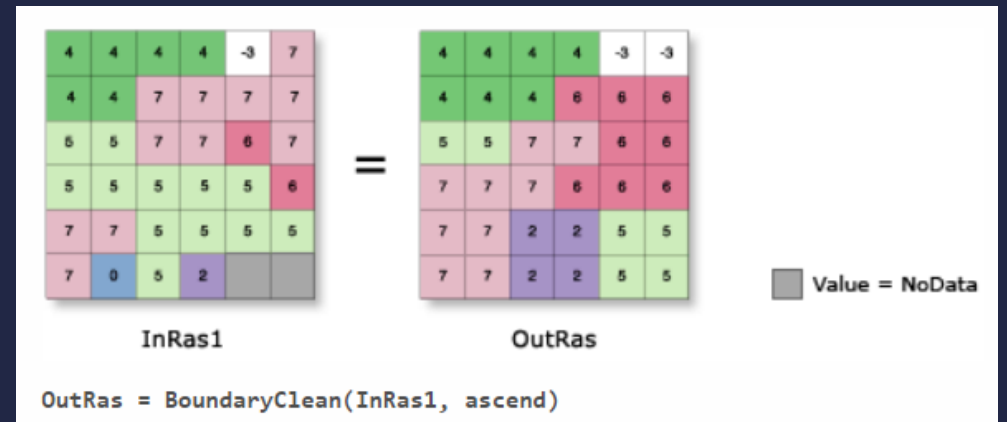 4 4 4 4 -3 7 4 4 4 4 -3 -3
4 4 7 7 7 7 4 4 4 6 6 6
5 5 7 7 6 7 5 5 7 7 6 6
=
5 5 5 5 5 6 7 7 7 6 6 6
7 7 5 5 5 5 7 7 2 2 5 5
7 0 5 2 7 7 2 2 5 5 Value = NoData
InRas1 OutRas
OutRas = BoundaryClean(InRas1, ascend)